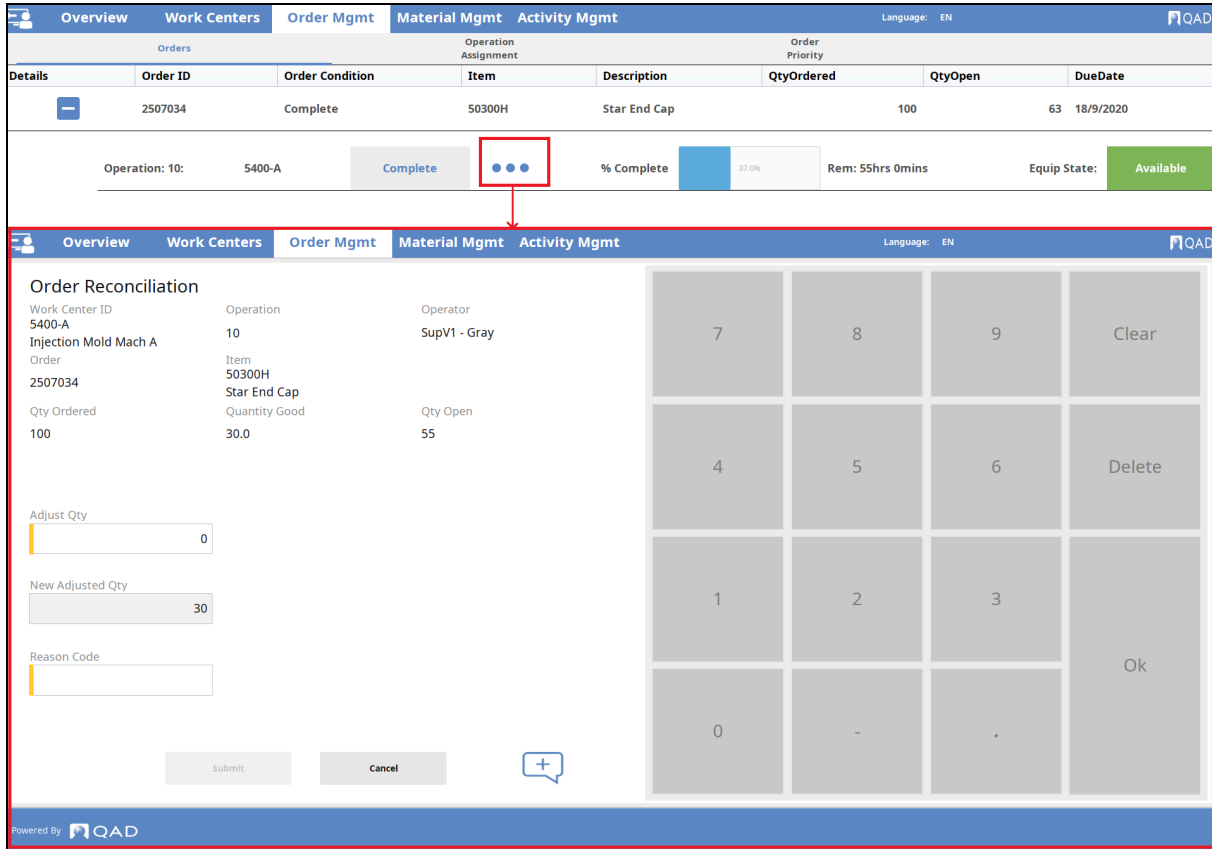 Overview Work Centers Order Mgmt Material Mgmt Activity Mgmt Language: EN QAD
Orders Operation Assignment Order Priority
Details Order ID Order Condition Item Description QtyOrdered QtyOpen DueDate
2507034 Complete 50300H Star End Cap 100 63 18/9/2020
Operation: 10: 5400-A Complete % Complete 37.0% Rem: 55hrs 0mins Equip State: Available
Overview Work Centers Order Mgmt Material Mgmt Activity Mgmt Language: EN QAD
Order Reconciliation
Work Center ID Operation Operator
5400-A 10 SupV1 - Gray
Injection Mold Mach A
Order Item
2507034 50300H
Star End Cap
Qty Ordered Quantity Good Qty Open
100 30.0 55
Adjust Qty
0
New Adjusted Qty
30
Reason Code
Submit Cancel
7 8 9 Clear
4 5 6 Delete
1 2 3 Ok
0 - .
Powered By QAD